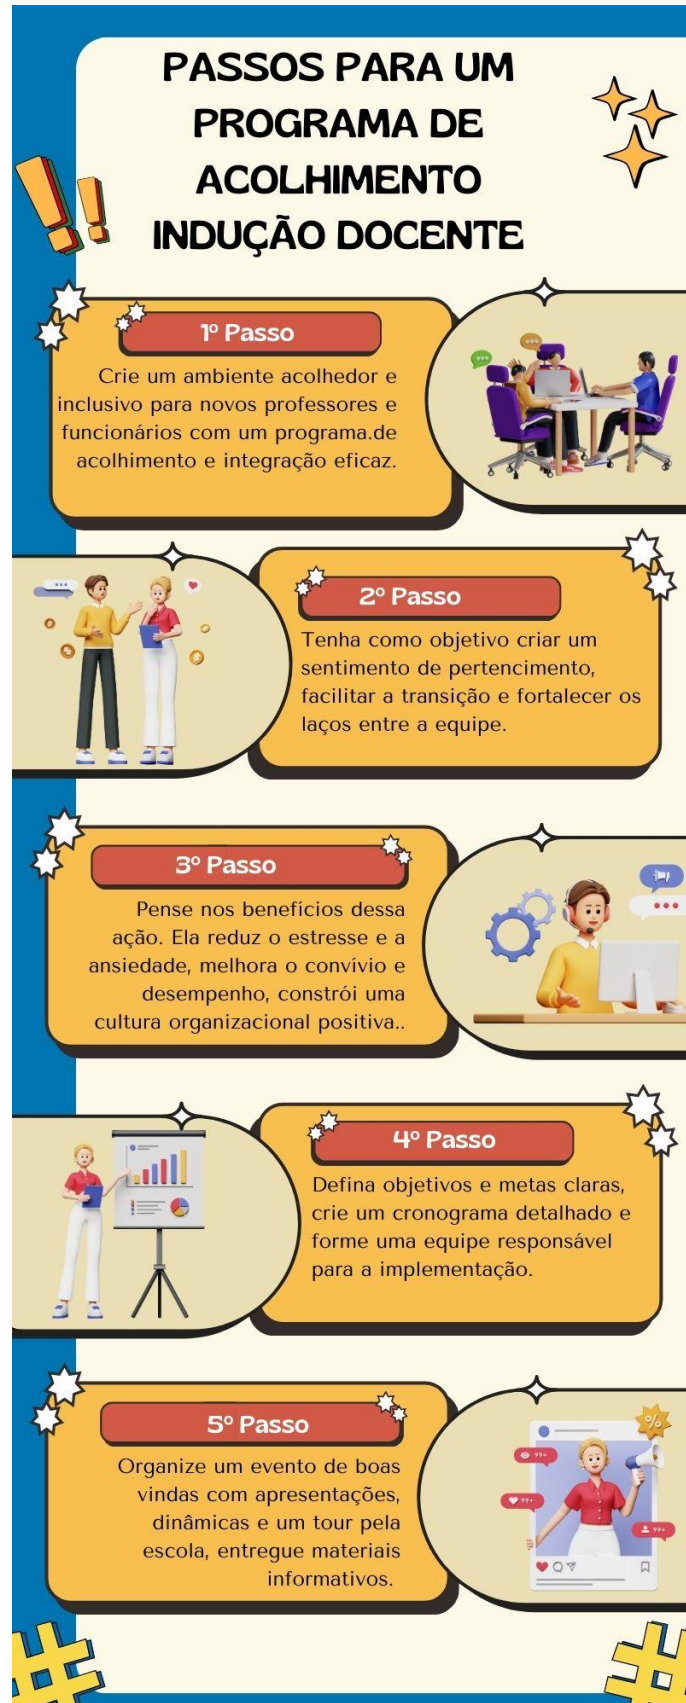 PASSOS PARA UM
PROGRAMA DE
ACOLHIMENTO
INDUÇÃO DOCENTE
1º Passo
Crie um ambiente acolhedor e
inclusivo para novos professores e
funcionários com um programa.de
acolhimento e integração eficaz.
2º Passo
Tenha como objetivo criar um
sentimento de pertencimento,
facilitar a transição e fortalecer os
laços entre a equipe.
3º Passo
Pense nos benefícios dessa
ação. Ela reduz o estresse e a
ansiedade, melhora o convívio e
desempenho, constrói uma
cultura organizacional positiva..
4º Passo
Defina objetivos e metas claras,
crie um cronograma detalhado e
forme uma equipe responsável
para a implementação.
5º Passo
Organize um evento de boas
vindas com apresentações,
dinâmicas e um tour pela
escola, entregue materiais
informativos.
%
99+
99+
99+